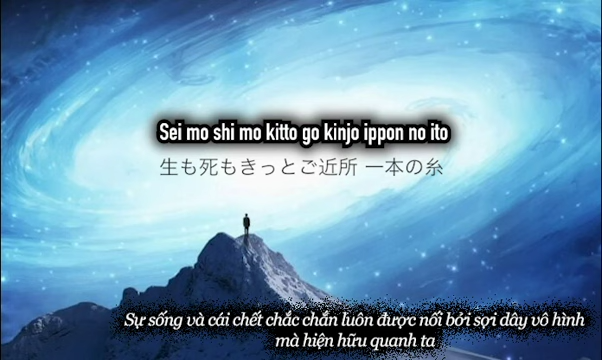 Sei mo shi mo kitto go kinjo ippon no ito
生も死もきっとご近所 一本の糸
Sự sống và cái chết chắc chắn luôn được nối bởi sợi dây vô hình
mà hiện hữu quanh ta